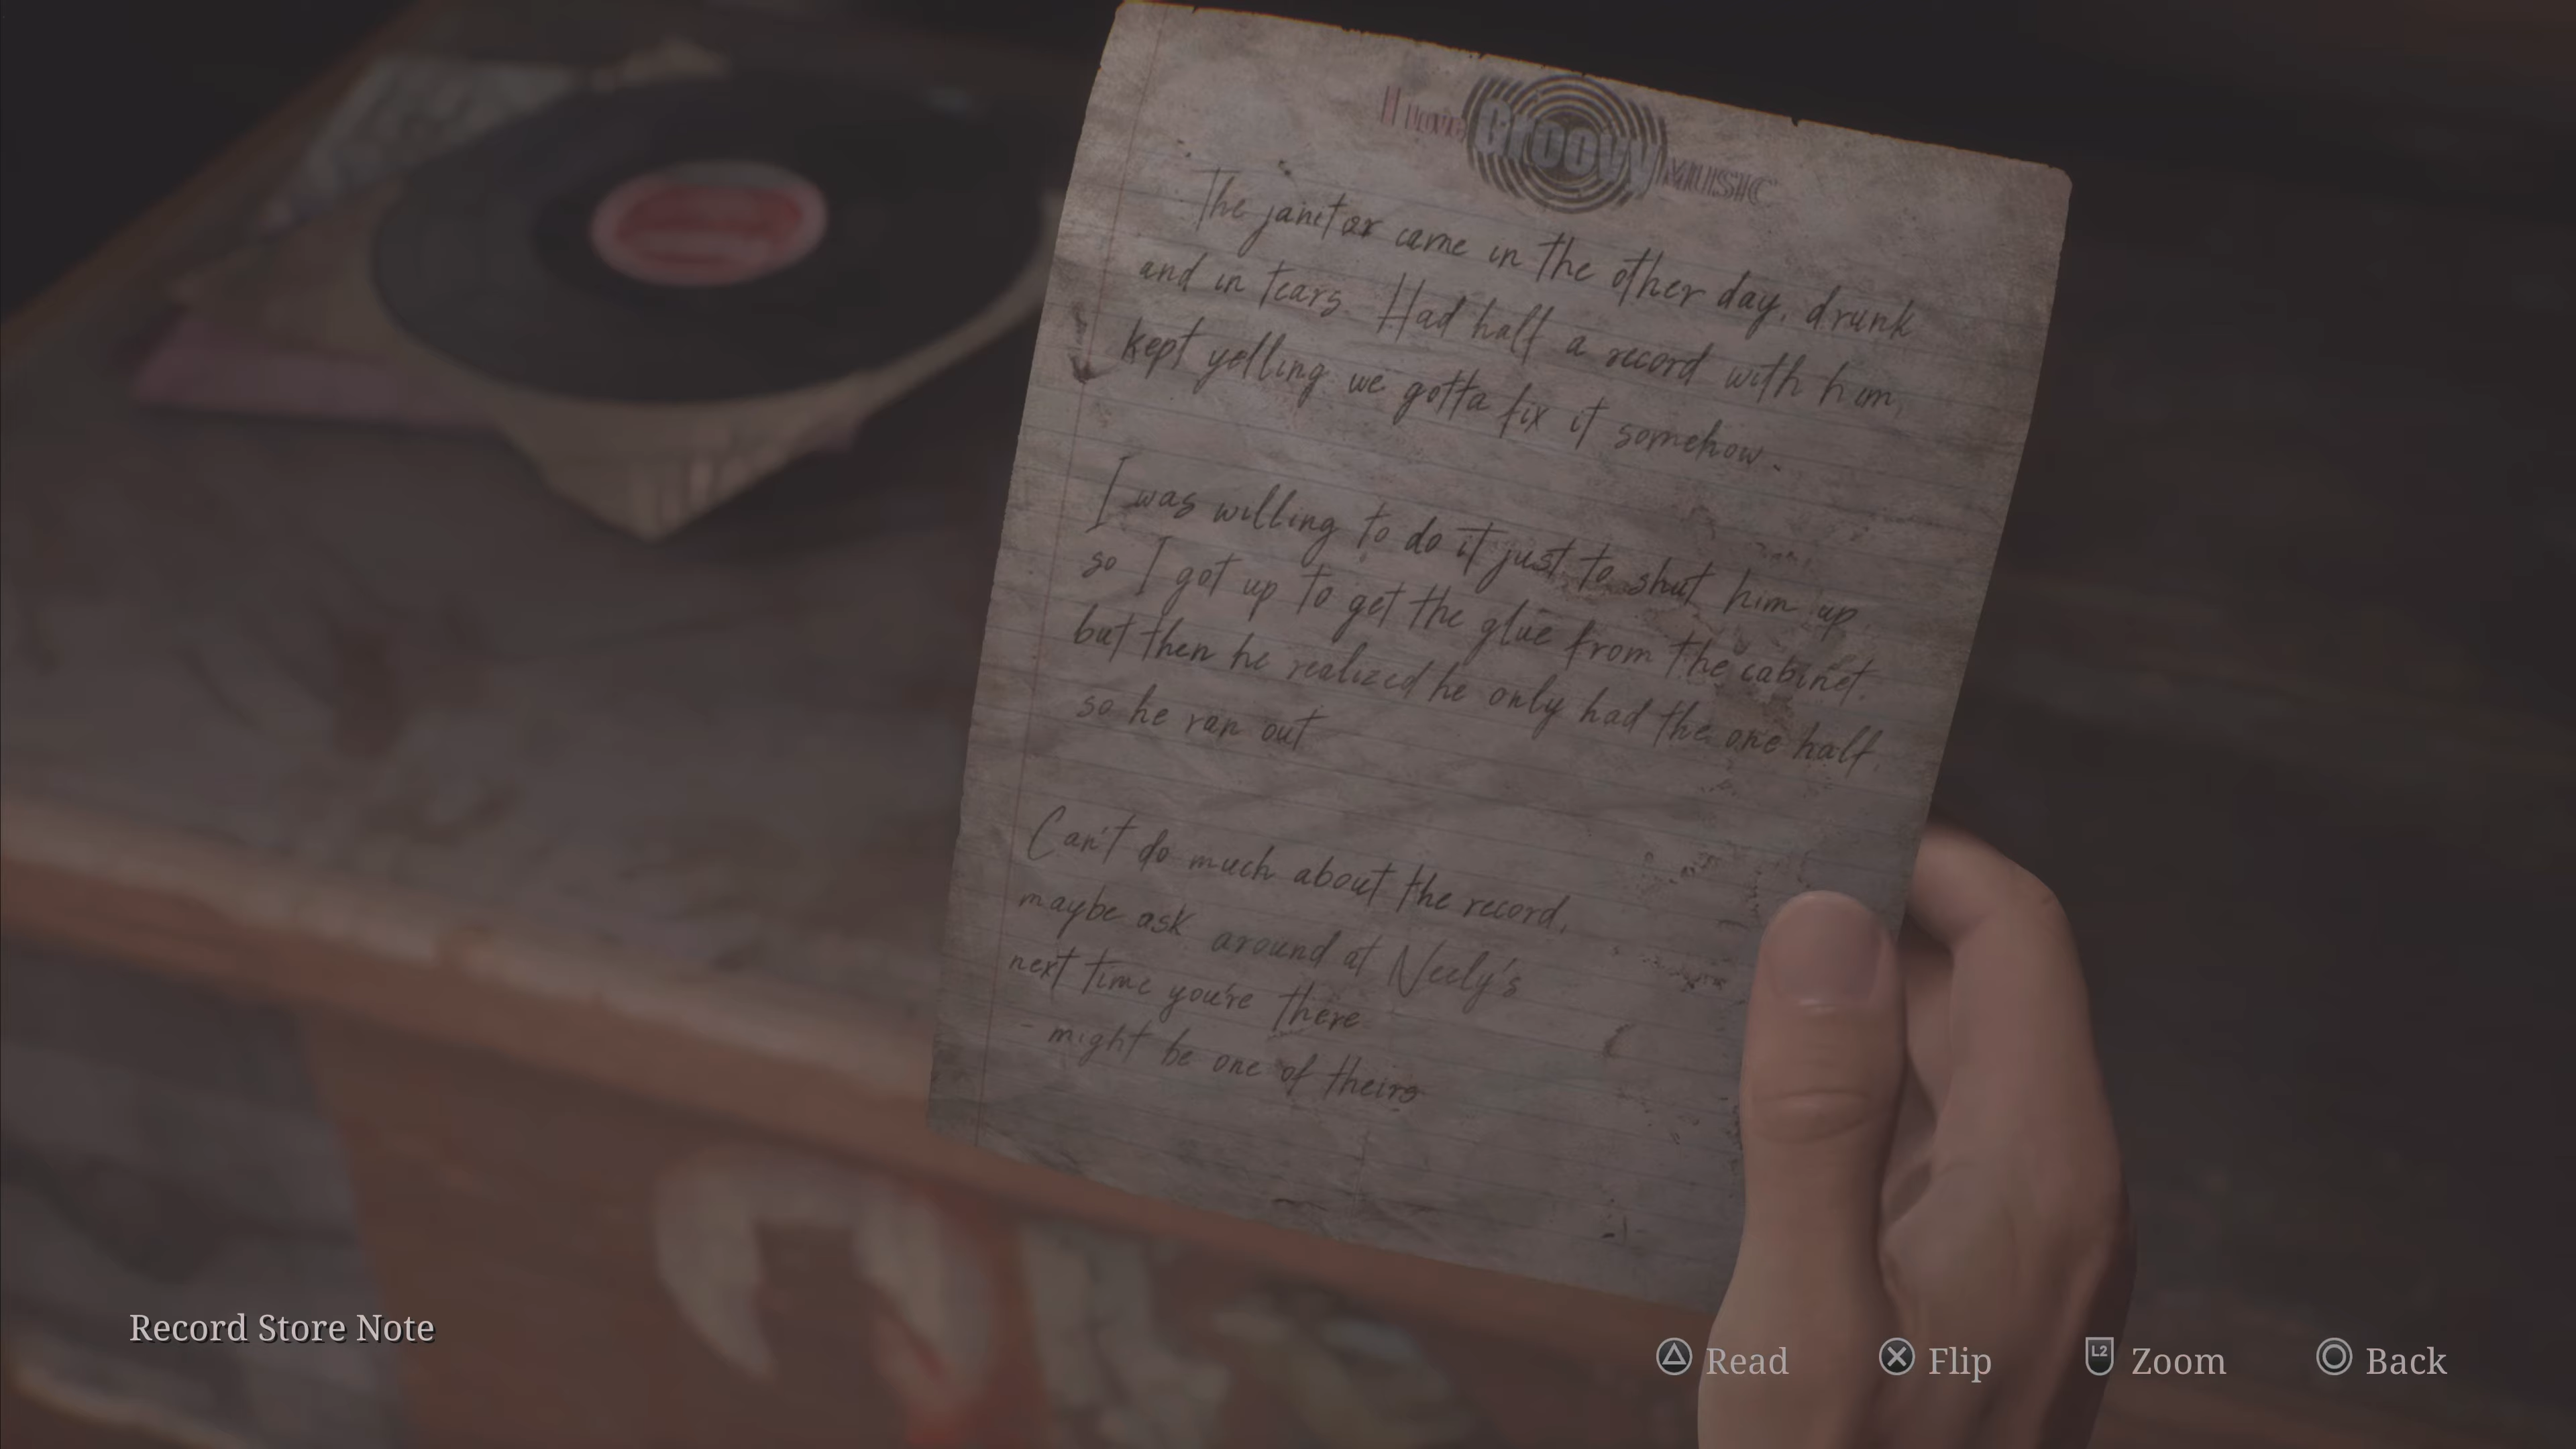 I love GROOVY MUSIC
The janitor came in the other day, drunk
and in tears. Had half a record with him,
kept yelling we gotta fix it somehow.
I was willing to do it just to shut him up
so I got up to get the glue from the cabinet.
but then he realized he only had the one half.
so he ran out
Can't do much about the record,
maybe ask around at Neely's
next time you're there
- might be one of theirs
Record Store Note
Read
Flip
L2 Zoom
Back